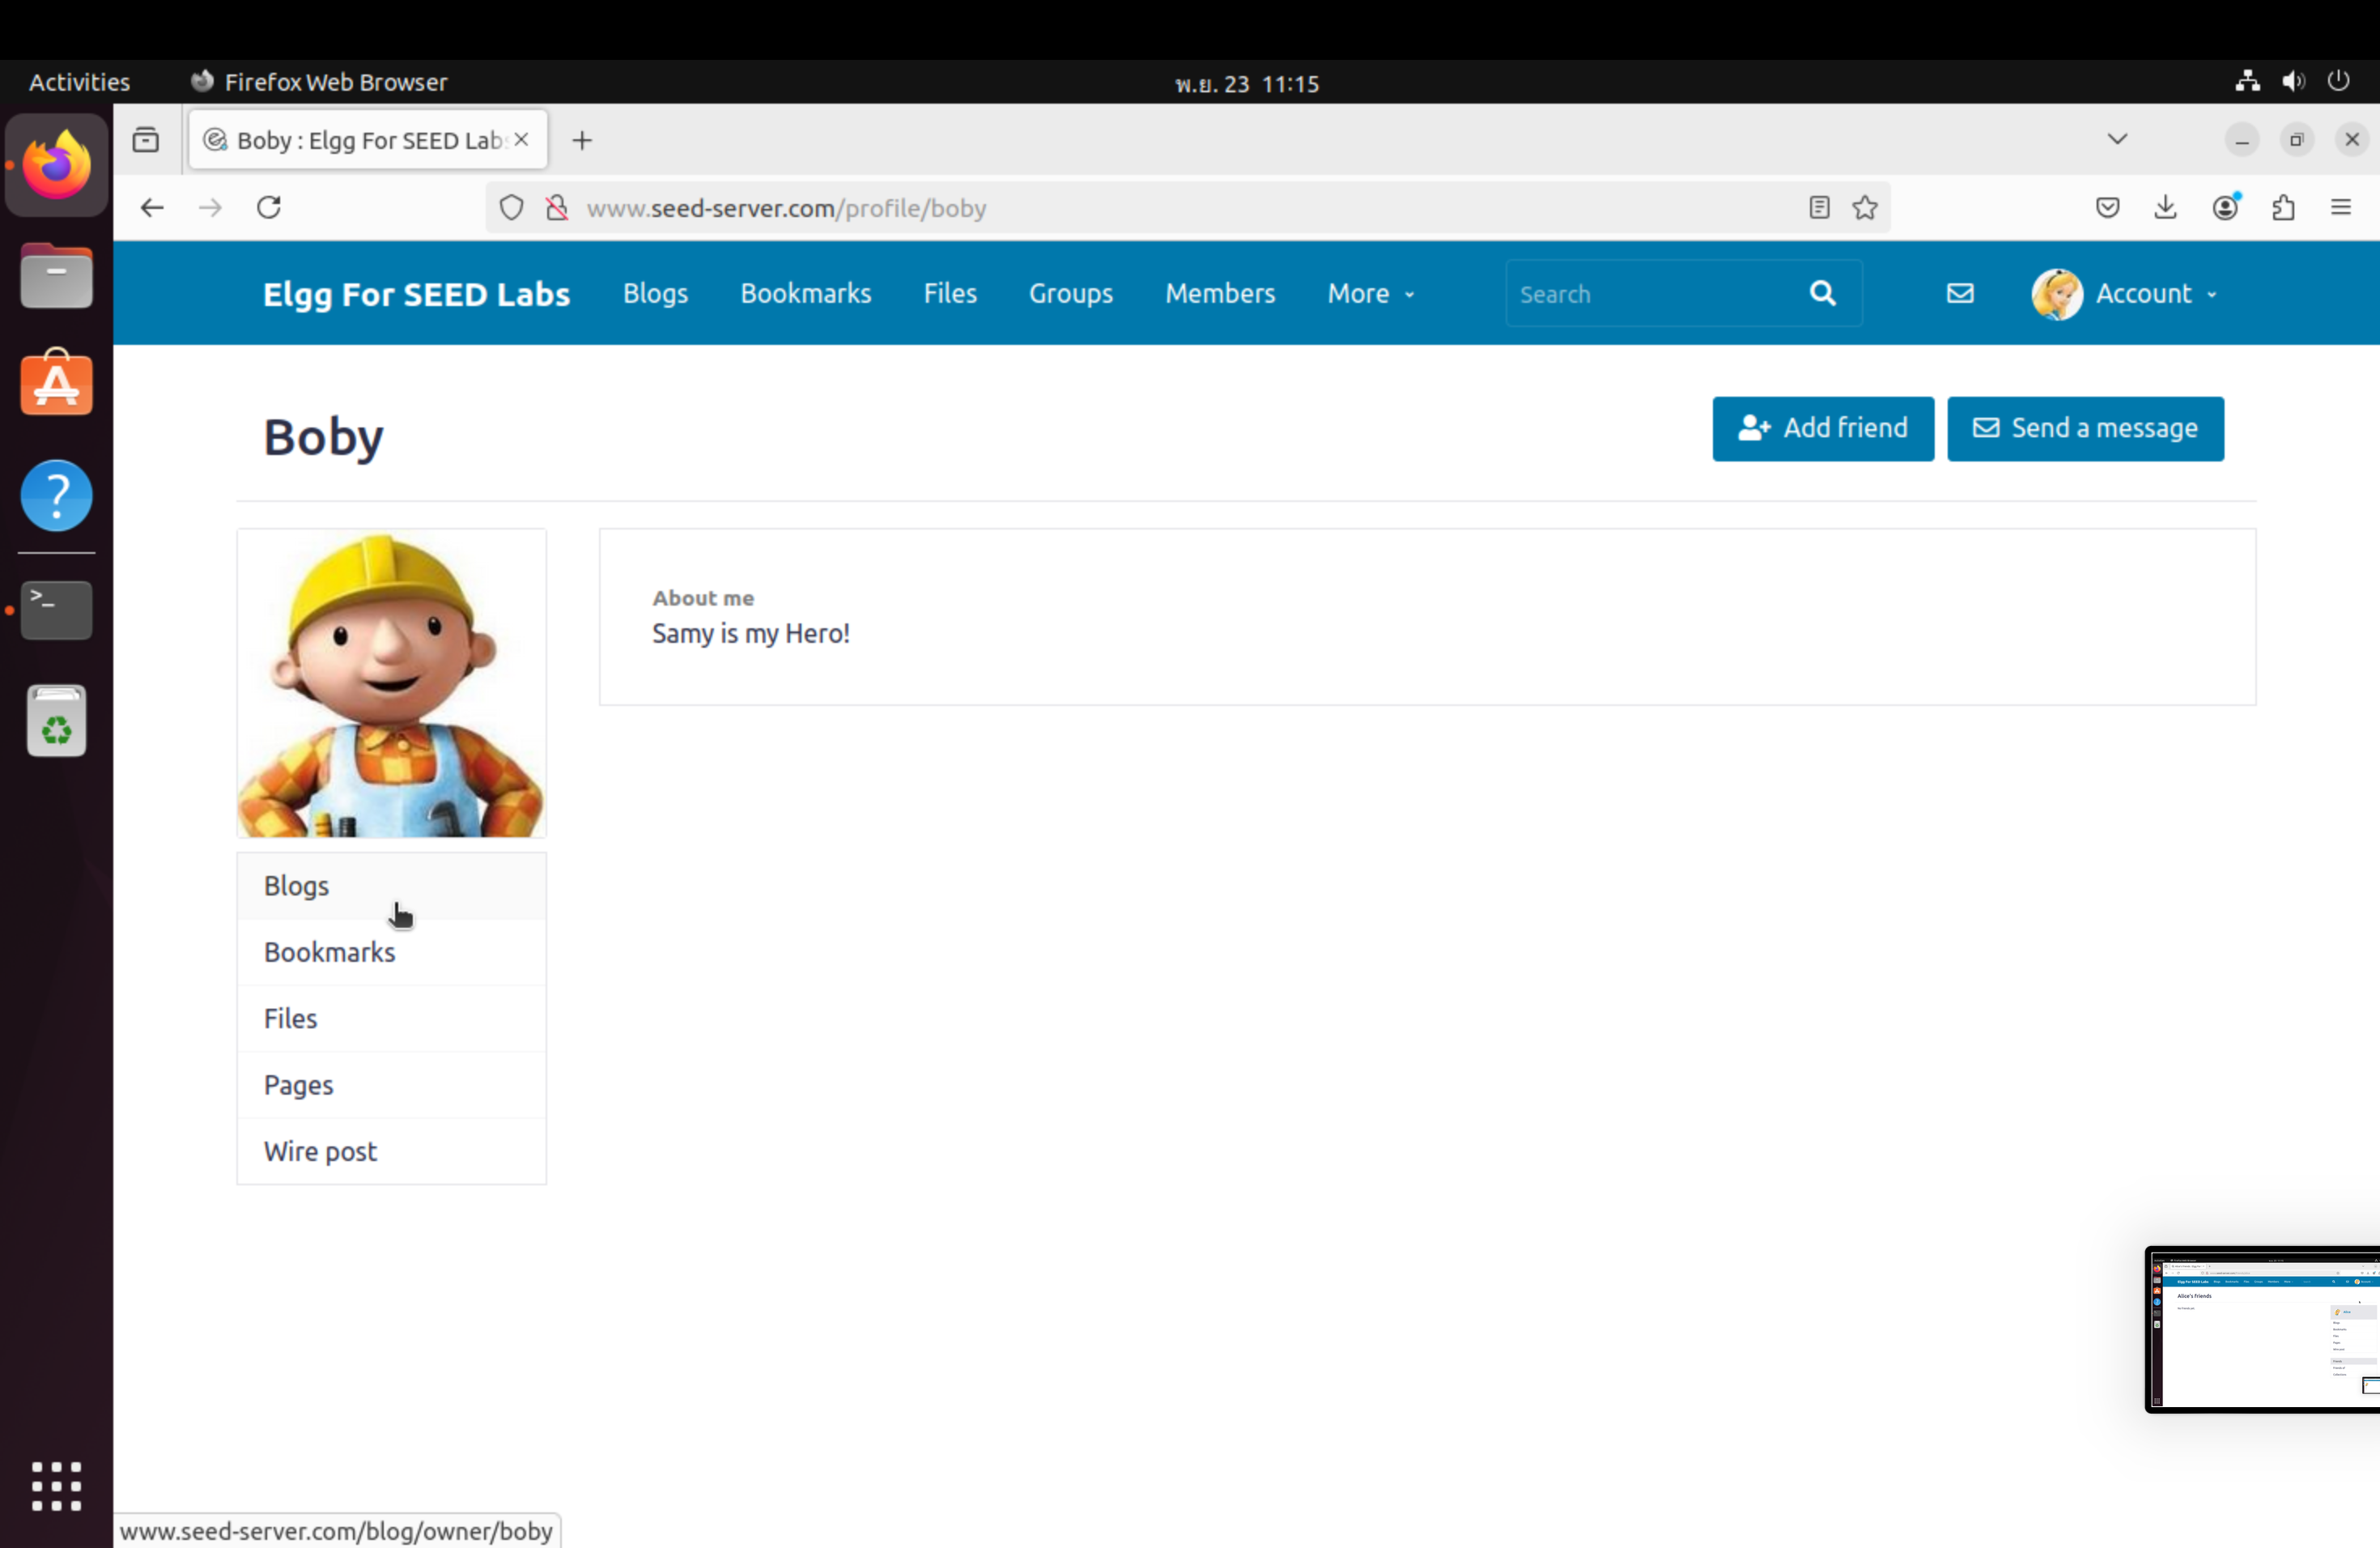 Activities Firefox Web Browser พ.ย. 23 11:15
Boby : Elgg For SEED Lab
www.seed-server.com/profile/boby
Elgg For SEED Labs Blogs Bookmarks Files Groups Members More Search Account
Boby
Add friend Send a message
About me
Samy is my Hero!
Blogs
Bookmarks
Files
Pages
Wire post
Alice's friends
www.seed-server.com/blog/owner/boby